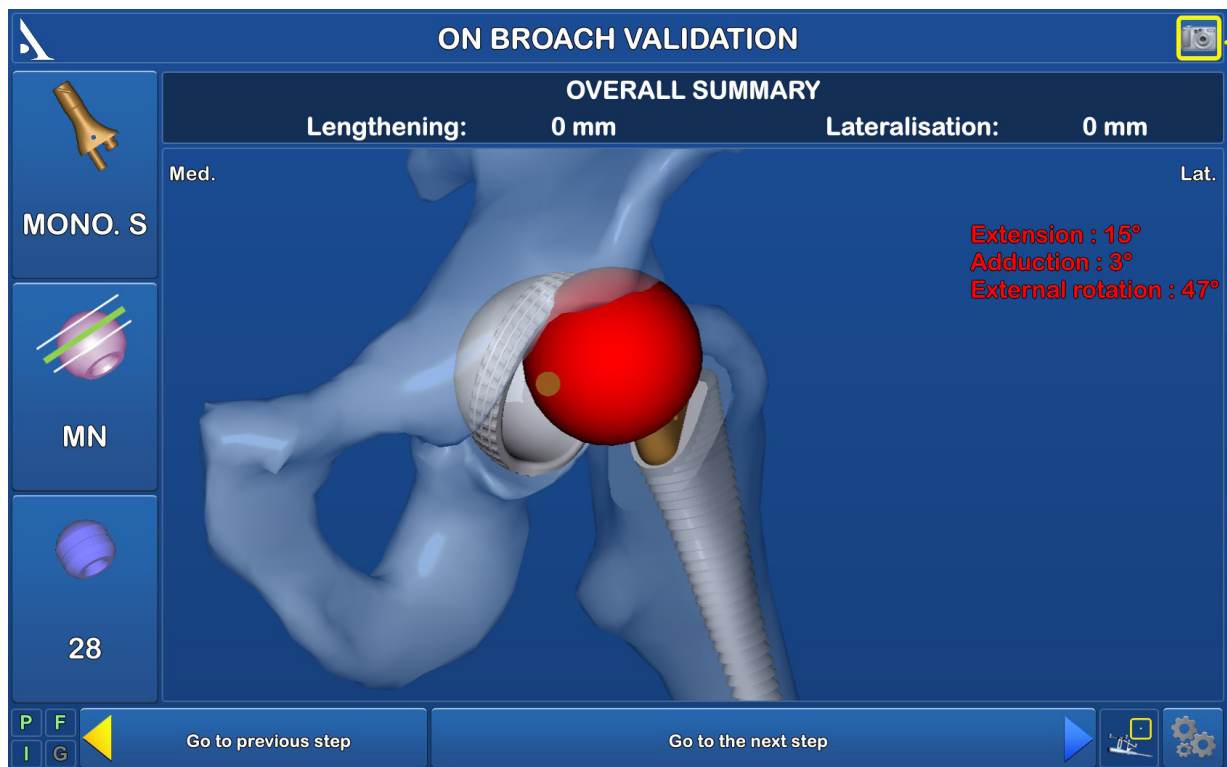 ON BROACH VALIDATION
OVERALL SUMMARY
Lengthening: 0 mm Lateralisation: 0 mm
MONO. S
Med. Lat.
Extension : 15°
Adduction : 3°
External rotation : 47°
MN
28
P F
I G
Go to previous step
Go to the next step